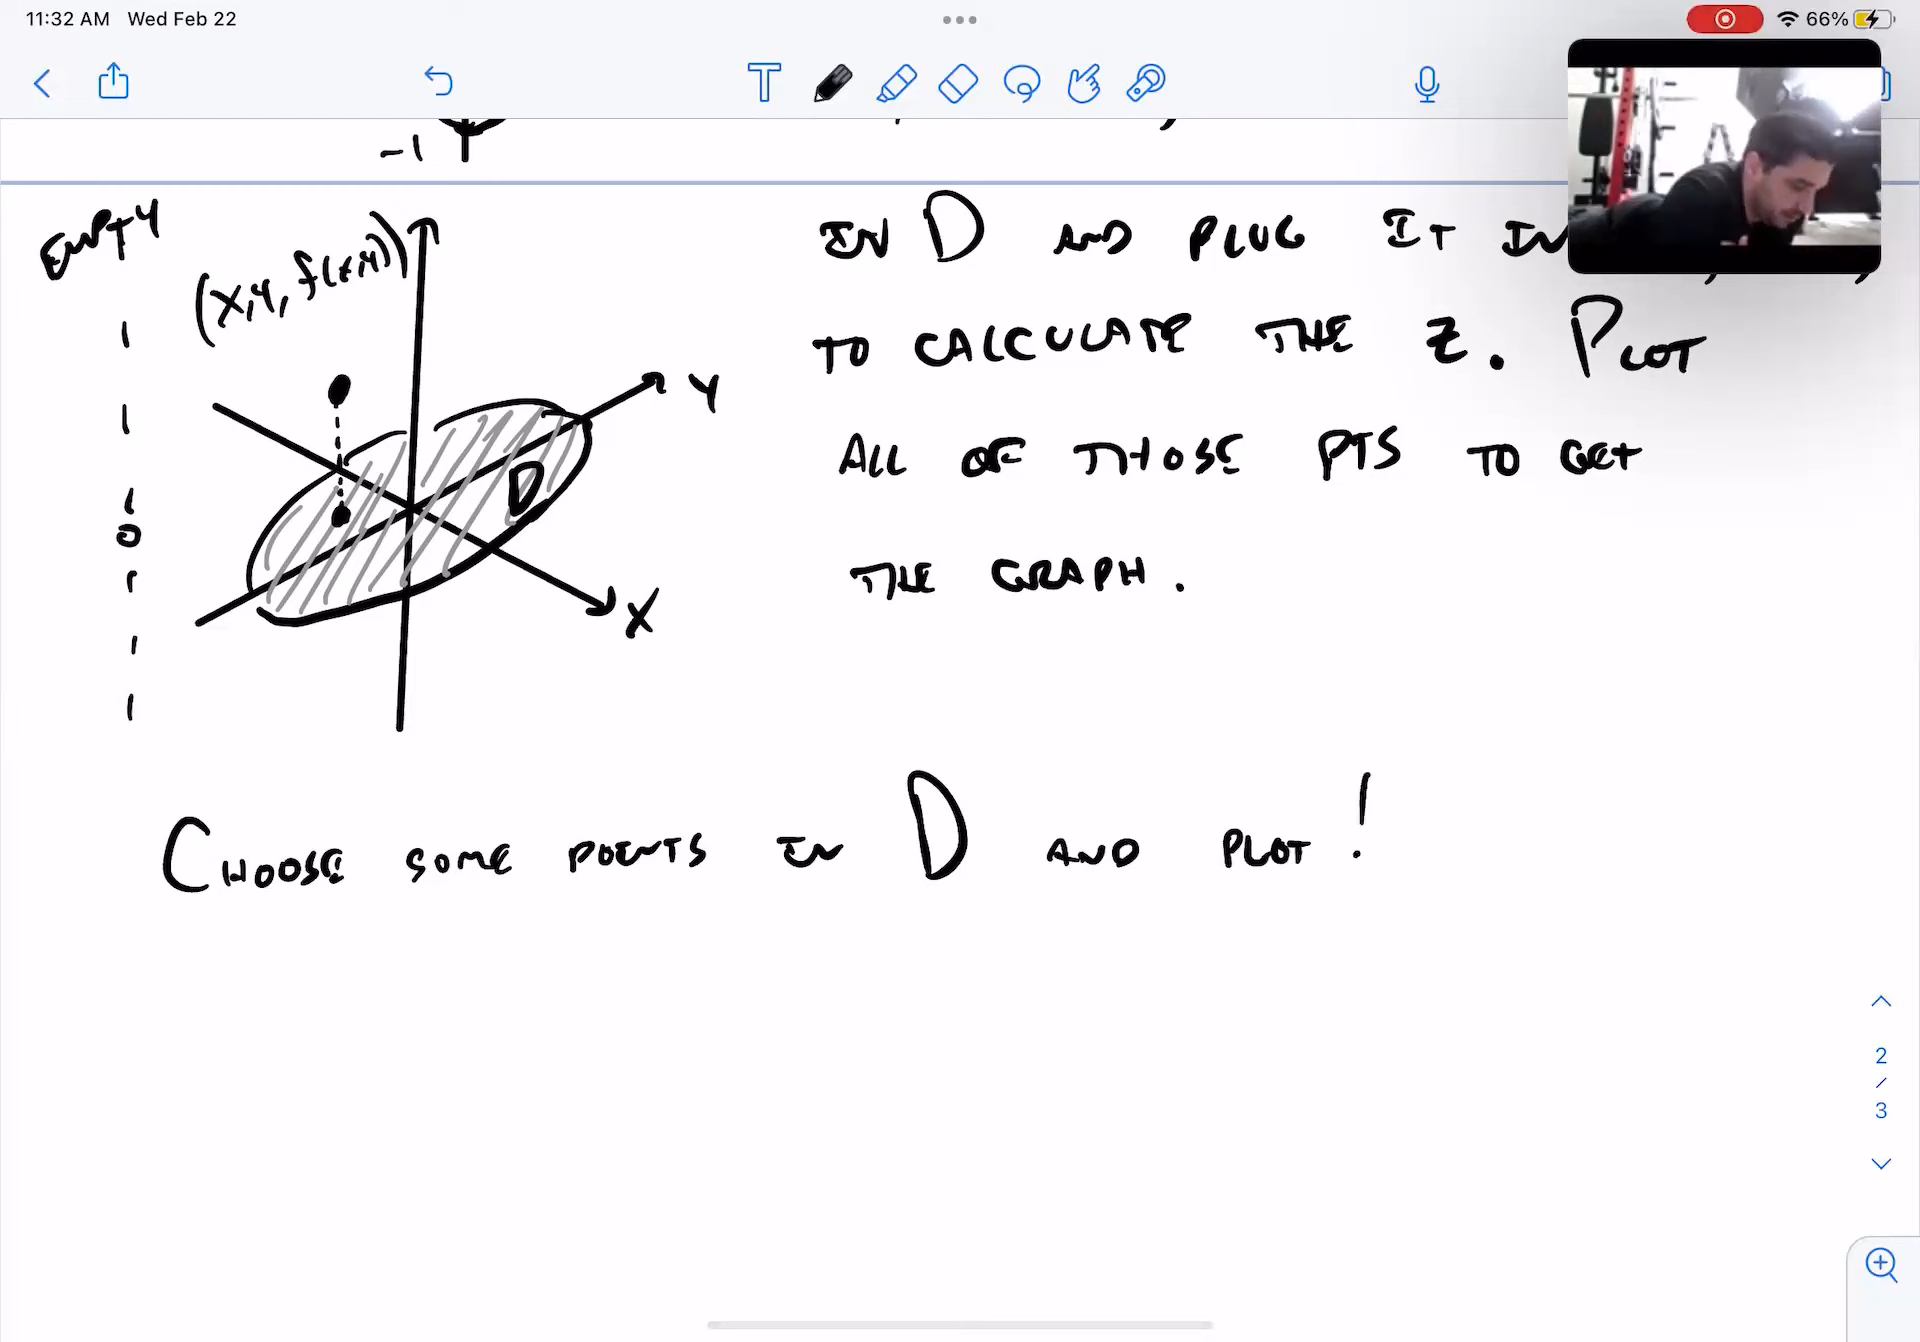 11:32 AM Wed Feb 22
66%
T
-1
EMPTY
(X,Y, f(x,y))
IN D AND PLUG IT IN
TO CALCULATE THE Z. PLOT
Y
ALL OF THOSE PTS TO GET
D
0
THE GRAPH.
X
CHOOSE SOME POINTS IN D AND PLOT!
2
/
3